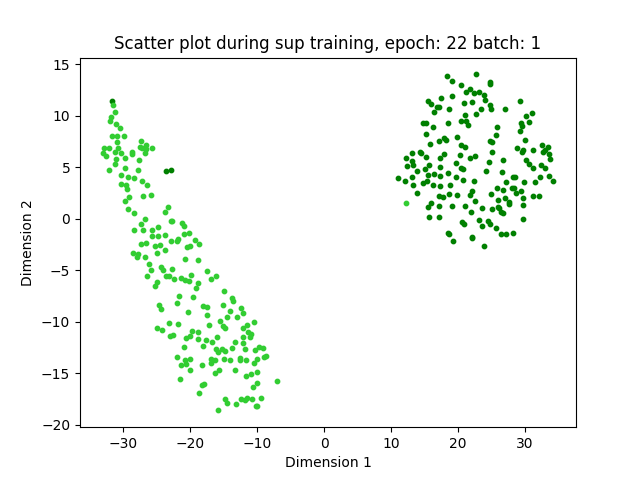 Scatter plot during sup training, epoch: 22 batch: 1
15
10
5
0
−5
−10
−15
−20
Dimension 2
−30 −20 −10 0 10 20 30
Dimension 1